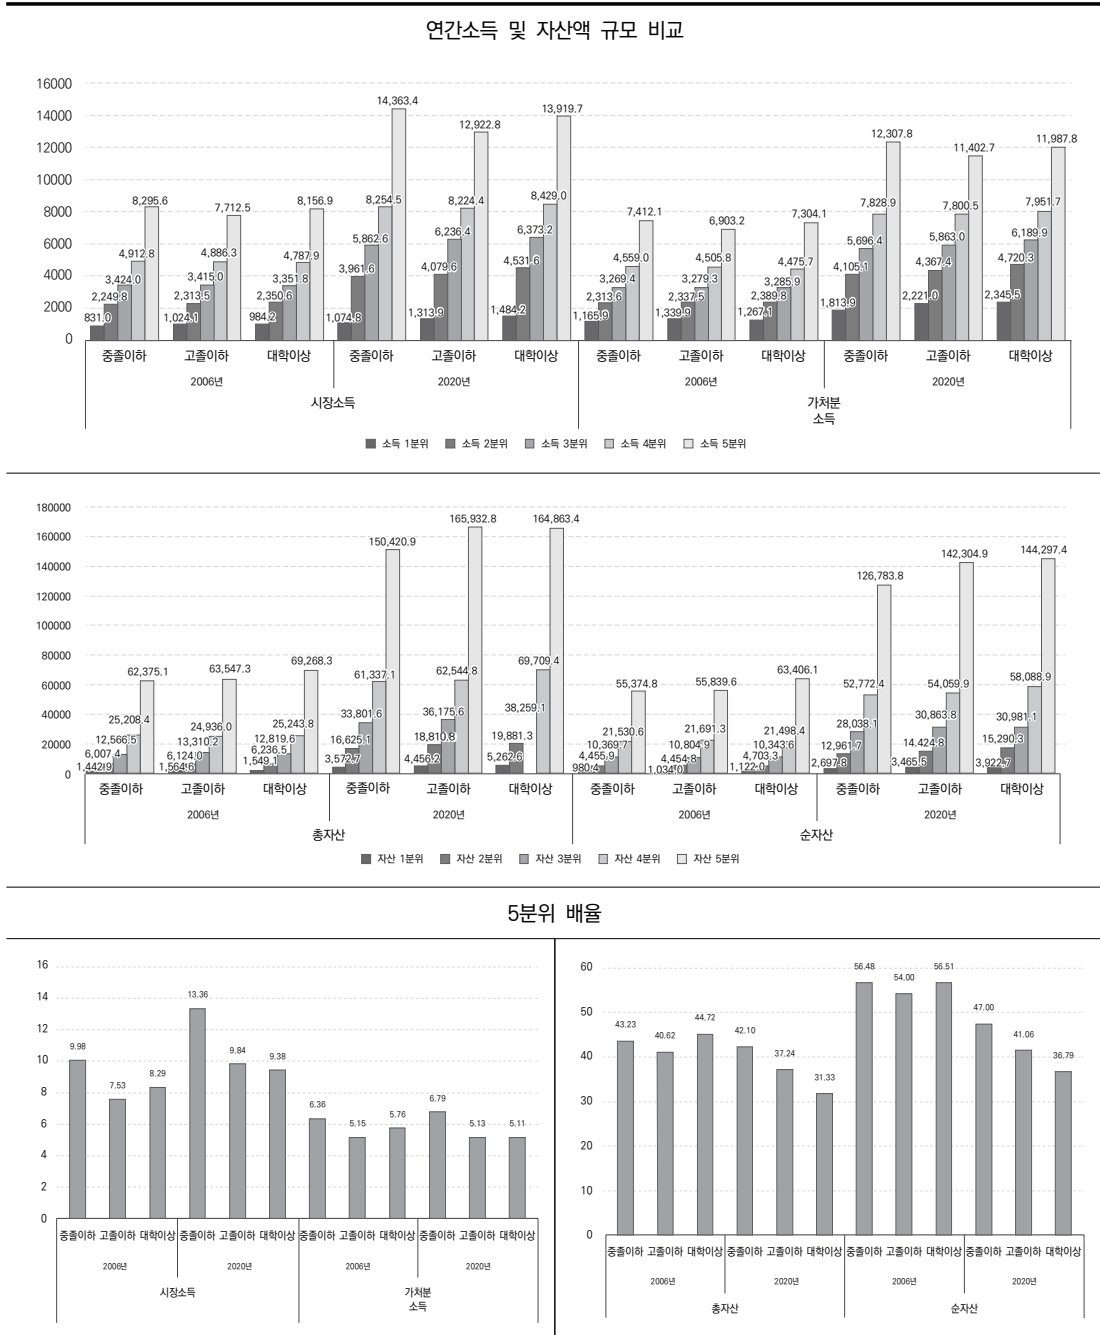 연간소득 및 자산액 규모 비교
16000
14000
12000
10000
8000
6000
4000
2000
0
831.0 2,249.8 3,424.0 4,912.8 8,295.6
1,024.1 2,313.5 3,415.0 4,886.3 7,712.5
984.2 2,350.6 3,351.8 4,787.9 8,156.9
1,074.8 3,961.6 5,862.6 8,254.5 14,363.4
1,313.9 4,079.6 6,236.4 8,224.4 12,922.8
1,484.2 4,531.6 6,373.2 8,429.0 13,919.7
1,165.9 2,313.6 3,269.4 4,559.0 7,412.1
1,339.9 2,337.5 3,279.3 4,505.8 6,903.2
1,267.1 2,389.8 3,285.9 4,475.7 7,304.1
1,813.9 4,105.1 5,696.4 7,828.9 12,307.8
2,221.0 4,367.4 5,863.0 7,800.5 11,402.7
2,345.5 4,720.3 6,189.9 7,951.7 11,987.8
중졸이하 고졸이하 대학이상 중졸이하 고졸이하 대학이상 중졸이하 고졸이하 대학이상 중졸이하 고졸이하 대학이상
2006년 2020년 2006년 2020년
시장소득 가처분
소득
소득 1분위 소득 2분위 소득 3분위 소득 4분위 소득 5분위
180000
160000
140000
120000
100000
80000
60000
40000
20000
0
1,442.9 6,007.4 12,566.5 25,208.4 62,375.1
1,564.6 6,124.0 13,310.2 24,936.0 63,547.3
1,549.1 6,236.5 12,819.6 25,243.8 69,268.3
3,572.7 16,625.1 33,801.6 61,337.1 150,420.9
4,456.2 18,810.8 36,175.6 62,544.8 165,932.8
5,262.6 19,881.3 38,259.1 69,709.4 164,863.4
980.4 4,455.9 10,369.7 21,530.6 55,374.8
1,034.0 4,454.8 10,804.9 21,691.3 55,839.6
1,122.0 4,703.3 10,343.6 21,498.4 63,406.1
2,697.8 12,961.7 28,038.1 52,772.4 126,783.8
3,465.5 14,424.8 30,863.8 54,059.9 142,304.9
3,922.7 15,290.3 30,981.1 58,088.9 144,297.4
중졸이하 고졸이하 대학이상 중졸이하 고졸이하 대학이상 중졸이하 고졸이하 대학이상 중졸이하 고졸이하 대학이상
2006년 2020년 2006년 2020년
총자산 순자산
자산 1분위 자산 2분위 자산 3분위 자산 4분위 자산 5분위
5분위 배율
16
14
12
10
8
6
4
2
0
9.98 7.53 8.29 13.36 9.84 9.38 6.36 5.15 5.76 6.79 5.13 5.11
중졸이하 고졸이하 대학이상 중졸이하 고졸이하 대학이상 중졸이하 고졸이하 대학이상 중졸이하 고졸이하 대학이상
2006년 2020년 2006년 2020년
시장소득 가처분
소득
60
50
40
30
20
10
0
43.23 40.62 44.72 42.10 37.24 31.33 56.48 54.00 56.51 47.00 41.06 36.79
중졸이하 고졸이하 대학이상 중졸이하 고졸이하 대학이상 중졸이하 고졸이하 대학이상 중졸이하 고졸이하 대학이상
2006년 2020년 2006년 2020년
총자산 순자산